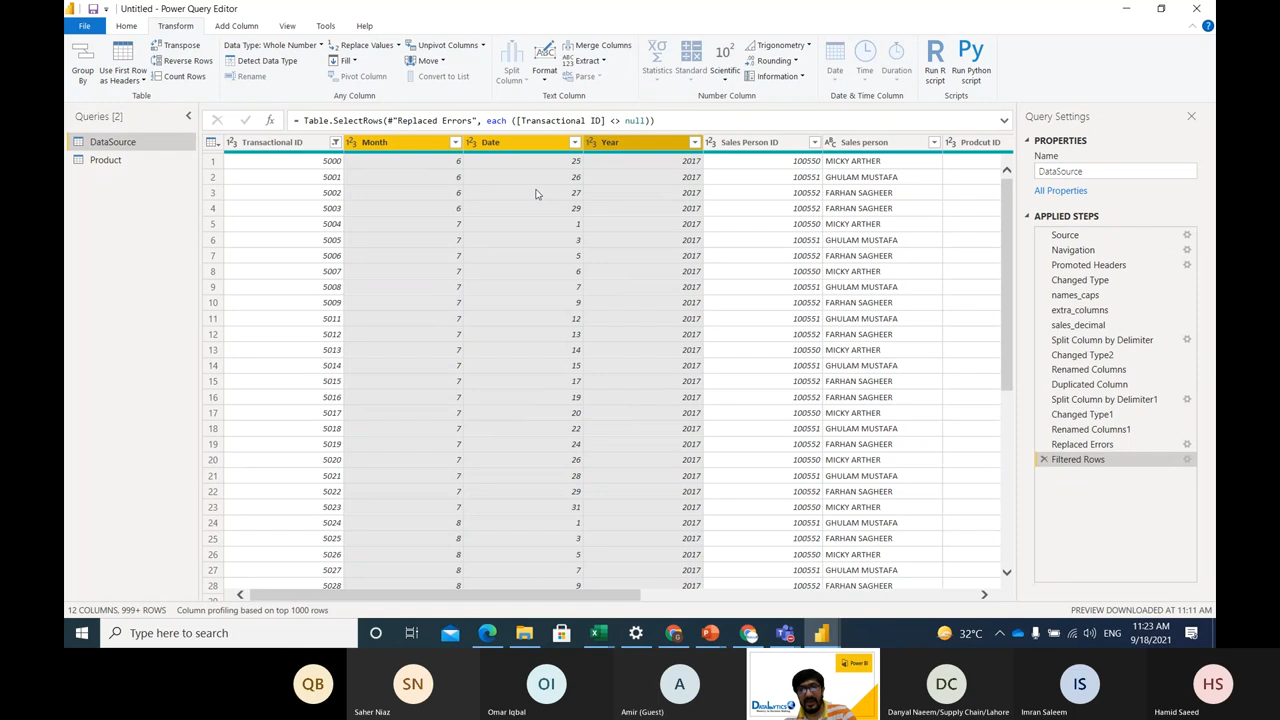 Untitled - Power Query Editor
File Home Transform Add Column View Tools Help
Group By
Use First Row as Headers
Transpose
Reverse Rows
Count Rows
Table
Data Type: Whole Number
Detect Data Type
Rename
Replace Values
Fill
Pivot Column
Unpivot Columns
Move
Convert to List
Any Column
Split Column
Format
ABC
Merge Columns
Extract
Parse
Text Column
Statistics
Standard
10² Scientific
Trigonometry
Rounding
Information
Number Column
Date
Time
Duration
Date & Time Column
R Run R script
Py Run Python script
Scripts
Queries [2]
DataSource
Product
= Table.SelectRows(#"Replaced Errors", each ([Transactional ID] <> null))
Transactional ID Month Date Year Sales Person ID Sales person Prodcut ID
1 5000 6 25 2017 100550 MICKY ARTHER
2 5001 6 26 2017 100551 GHULAM MUSTAFA
3 5002 6 27 2017 100552 FARHAN SAGHEER
4 5003 6 29 2017 100552 FARHAN SAGHEER
5 5004 7 1 2017 100550 MICKY ARTHER
6 5005 7 3 2017 100551 GHULAM MUSTAFA
7 5006 7 5 2017 100552 FARHAN SAGHEER
8 5007 7 6 2017 100550 MICKY ARTHER
9 5008 7 7 2017 100551 GHULAM MUSTAFA
10 5009 7 9 2017 100552 FARHAN SAGHEER
11 5011 7 12 2017 100551 GHULAM MUSTAFA
12 5012 7 13 2017 100552 FARHAN SAGHEER
13 5013 7 14 2017 100550 MICKY ARTHER
14 5014 7 15 2017 100551 GHULAM MUSTAFA
15 5015 7 17 2017 100552 FARHAN SAGHEER
16 5016 7 19 2017 100552 FARHAN SAGHEER
17 5017 7 20 2017 100550 MICKY ARTHER
18 5018 7 22 2017 100551 GHULAM MUSTAFA
19 5019 7 24 2017 100552 FARHAN SAGHEER
20 5020 7 26 2017 100550 MICKY ARTHER
21 5021 7 28 2017 100551 GHULAM MUSTAFA
22 5022 7 29 2017 100552 FARHAN SAGHEER
23 5023 7 31 2017 100552 FARHAN SAGHEER
24 5024 8 1 2017 100551 GHULAM MUSTAFA
25 5025 8 3 2017 100552 FARHAN SAGHEER
26 5026 8 5 2017 100550 MICKY ARTHER
27 5027 8 7 2017 100551 GHULAM MUSTAFA
28 5028 8 9 2017 100552 FARHAN SAGHEER
Query Settings
PROPERTIES
Name
DataSource
All Properties
APPLIED STEPS
Source
Navigation
Promoted Headers
Changed Type
names_caps
extra_columns
sales_decimal
Split Column by Delimiter
Changed Type2
Renamed Columns
Duplicated Column
Split Column by Delimiter1
Changed Type1
Renamed Columns1
Replaced Errors
Filtered Rows
12 COLUMNS, 999+ ROWS Column profiling based on top 1000 rows PREVIEW DOWNLOADED AT 11:11 AM
Type here to search
32°C
ENG
11:23 AM
9/18/2021
QB
SN
Saher Niaz
OI
Omar Iqbal
A
Amir (Guest)
Power BI
DATALYTICS
DC
Danyal Naeem/Supply Chain/Lahore
IS
Imran Saleem
HS
Hamid Saeed